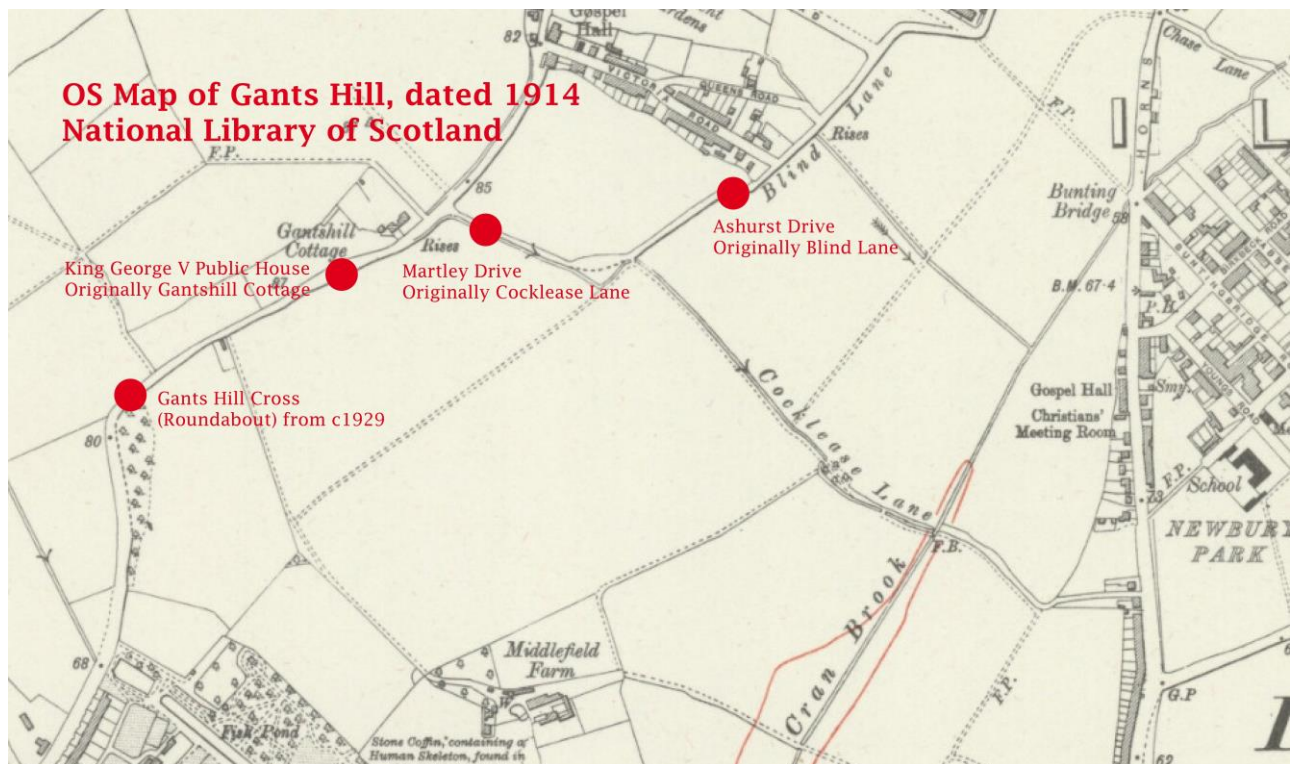 OS Map of Gants Hill, dated 1914
National Library of Scotland
King George V Public House
Originally Gantshill Cottage
Martley Drive
Originally Cocklease Lane
Ashurst Drive
Originally Blind Lane
Gants Hill Cross
(Roundabout) from c1929
Gospel
Hall
82
VICTORIA
ROAD
QUEENS ROAD
Blind Lane
Rises
F.P.
85
Gantshill
Cottage
Rises
87
80
68
Fish Pond
Middlefield
Farm
W
Stone Coffin, containing a
Human Skeleton, found in
Cocklease Lane
F.B.
Cran Brook
F.P.
Chase
Lane
HORNS
Bunting
Bridge
58
B.M. 67·4
P.H.
Gospel Hall
Christians'
Meeting Room
Smy.
YOUNGS ROAD
F.P.
School
73
NEWBURY
PARK
F.P.
G.P
62